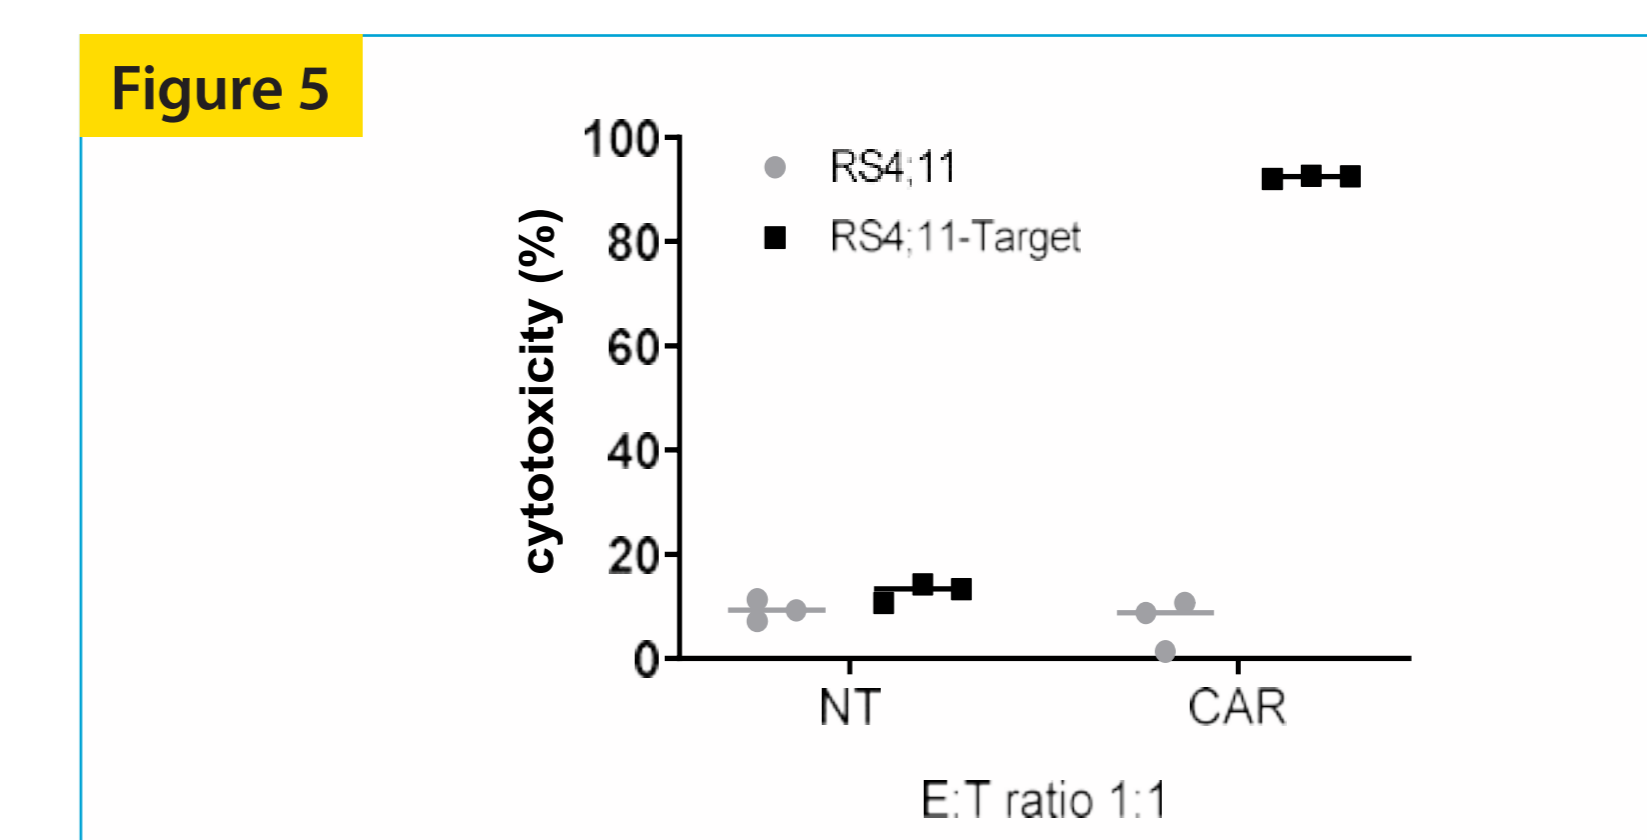 Figure 5
100
80
60
40
20
0
cytotoxicity (%)
RS4;11
RS4;11-Target
NT
CAR
E:T ratio 1:1